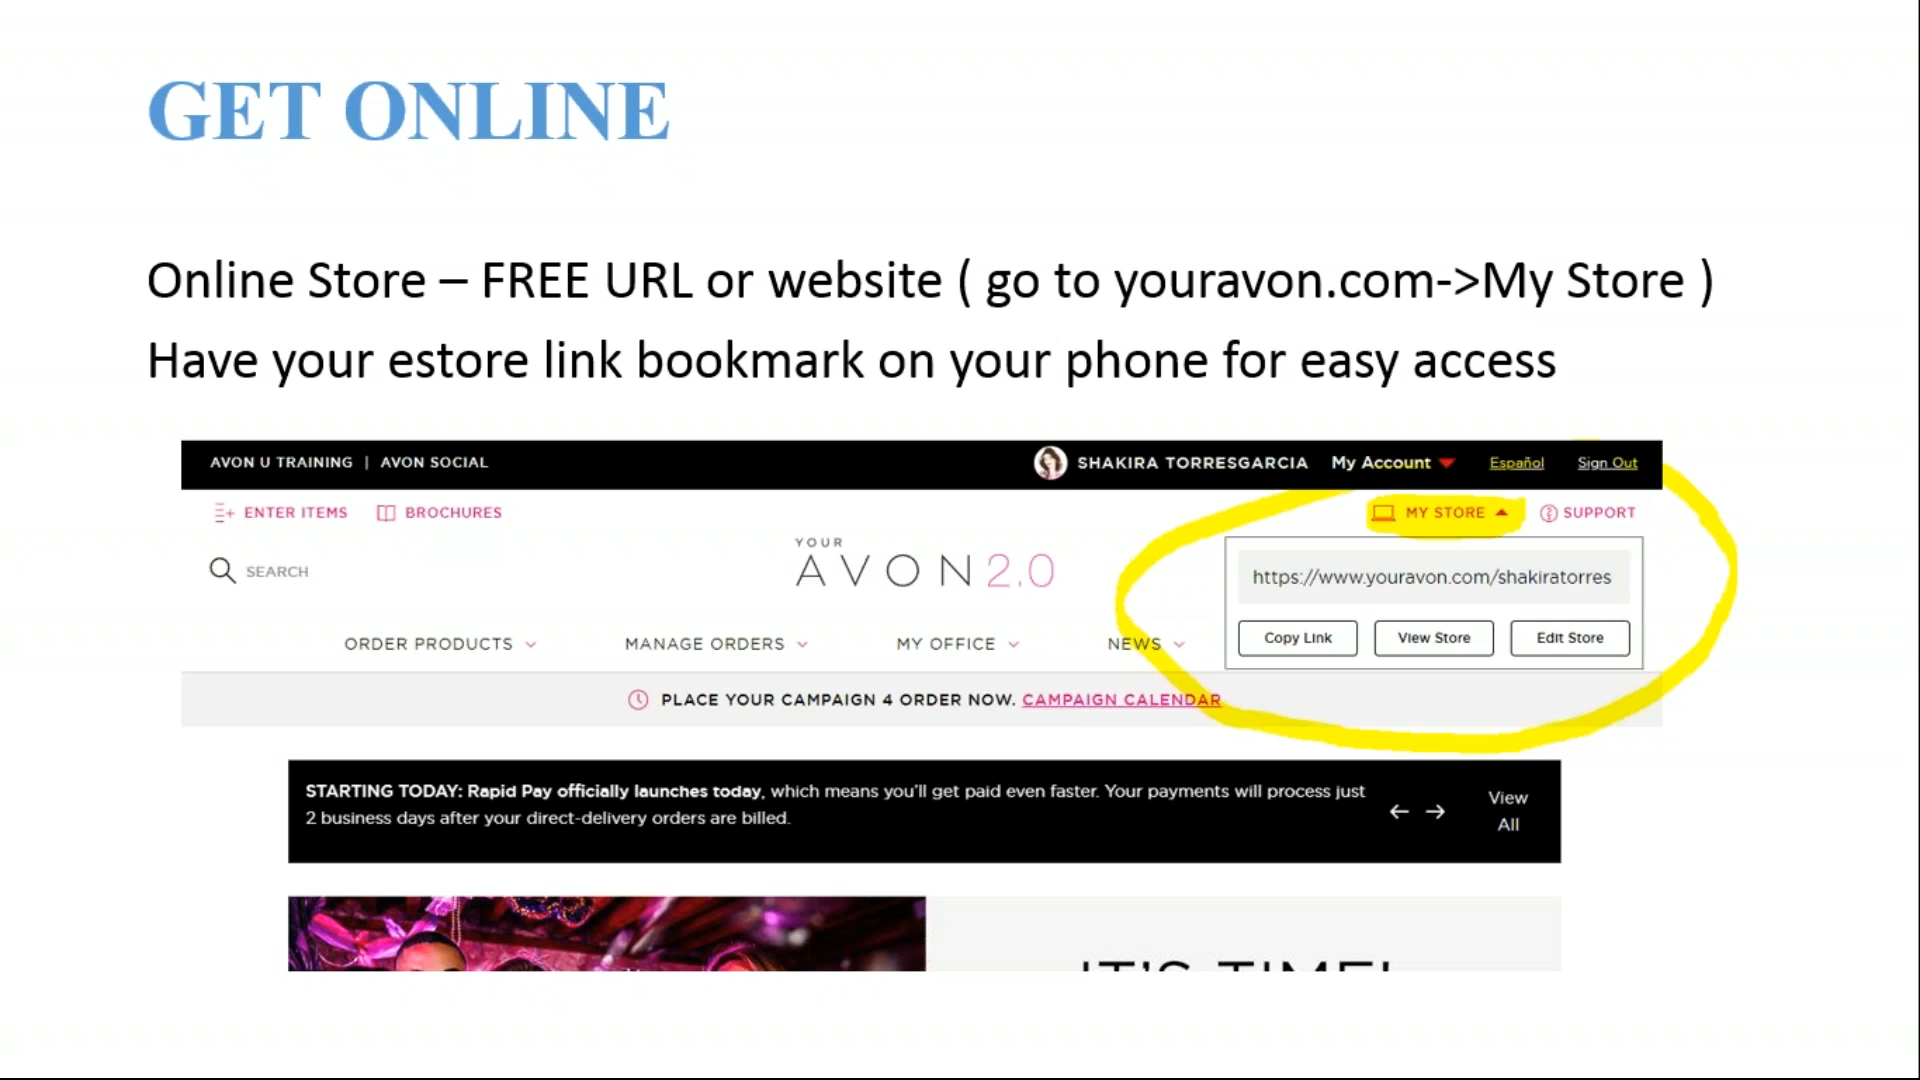 GET ONLINE
Online Store – FREE URL or website ( go to youravon.com->My Store )
Have your estore link bookmark on your phone for easy access
AVON U TRAINING | AVON SOCIAL
SHAKIRA TORRESGARCIA My Account Español Sign Out
ENTER ITEMS BROCHURES
MY STORE SUPPORT
YOUR
AVON 2.0
SEARCH
https://www.youravon.com/shakiratorres
Copy Link View Store Edit Store
ORDER PRODUCTS MANAGE ORDERS MY OFFICE NEWS
PLACE YOUR CAMPAIGN 4 ORDER NOW. CAMPAIGN CALENDAR
STARTING TODAY: Rapid Pay officially launches today, which means you'll get paid even faster. Your payments will process just
2 business days after your direct-delivery orders are billed.
View
All
IT'S TIME!